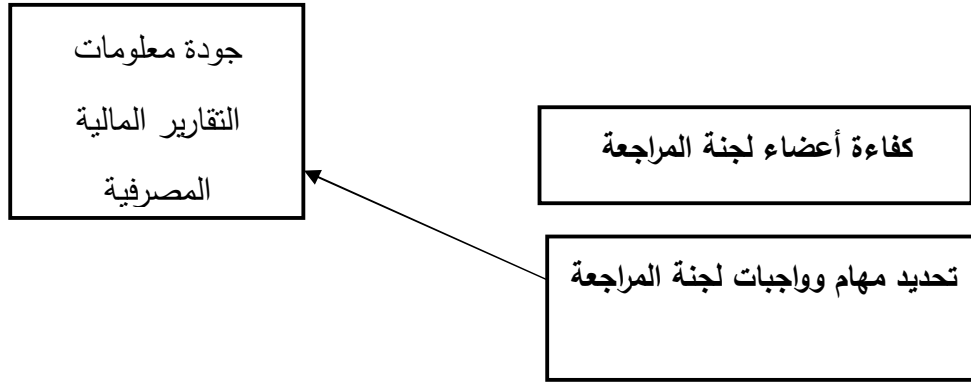 جودة معلومات
التقارير المالية
المصرفية
كفاءة أعضاء لجنة المراجعة
تحديد مهام وواجبات لجنة المراجعة